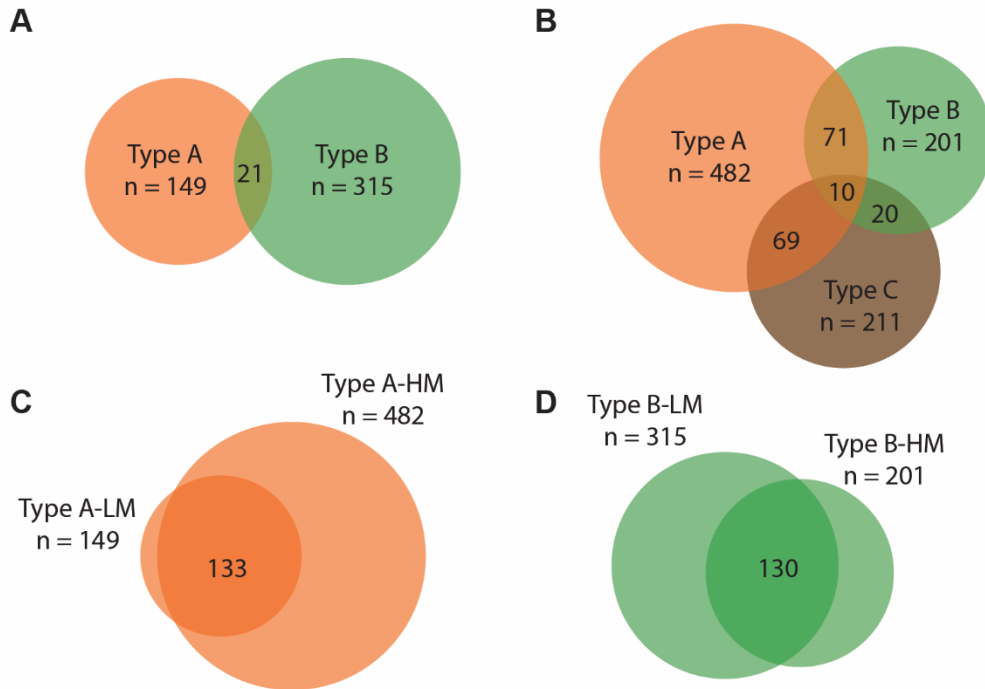 A
Type A
n = 149
21
Type B
n = 315
B
Type A
n = 482
71
Type B
n = 201
10
20
69
Type C
n = 211
C
Type A-HM
n = 482
Type A-LM
n = 149
133
D
Type B-LM
n = 315
Type B-HM
n = 201
130